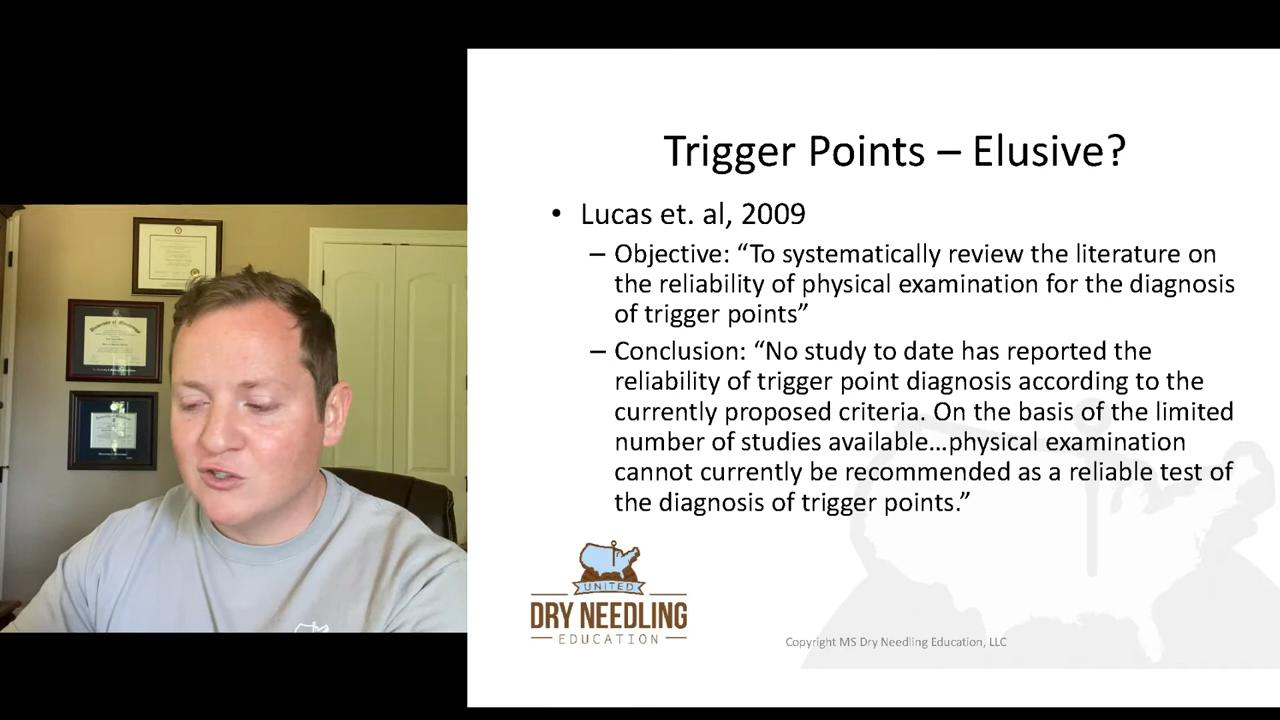 Trigger Points – Elusive?
• Lucas et. al, 2009
– Objective: “To systematically review the literature on
the reliability of physical examination for the diagnosis
of trigger points”
– Conclusion: “No study to date has reported the
reliability of trigger point diagnosis according to the
currently proposed criteria. On the basis of the limited
number of studies available…physical examination
cannot currently be recommended as a reliable test of
the diagnosis of trigger points.”
UNITED
DRY NEEDLING
EDUCATION
Copyright MS Dry Needling Education, LLC